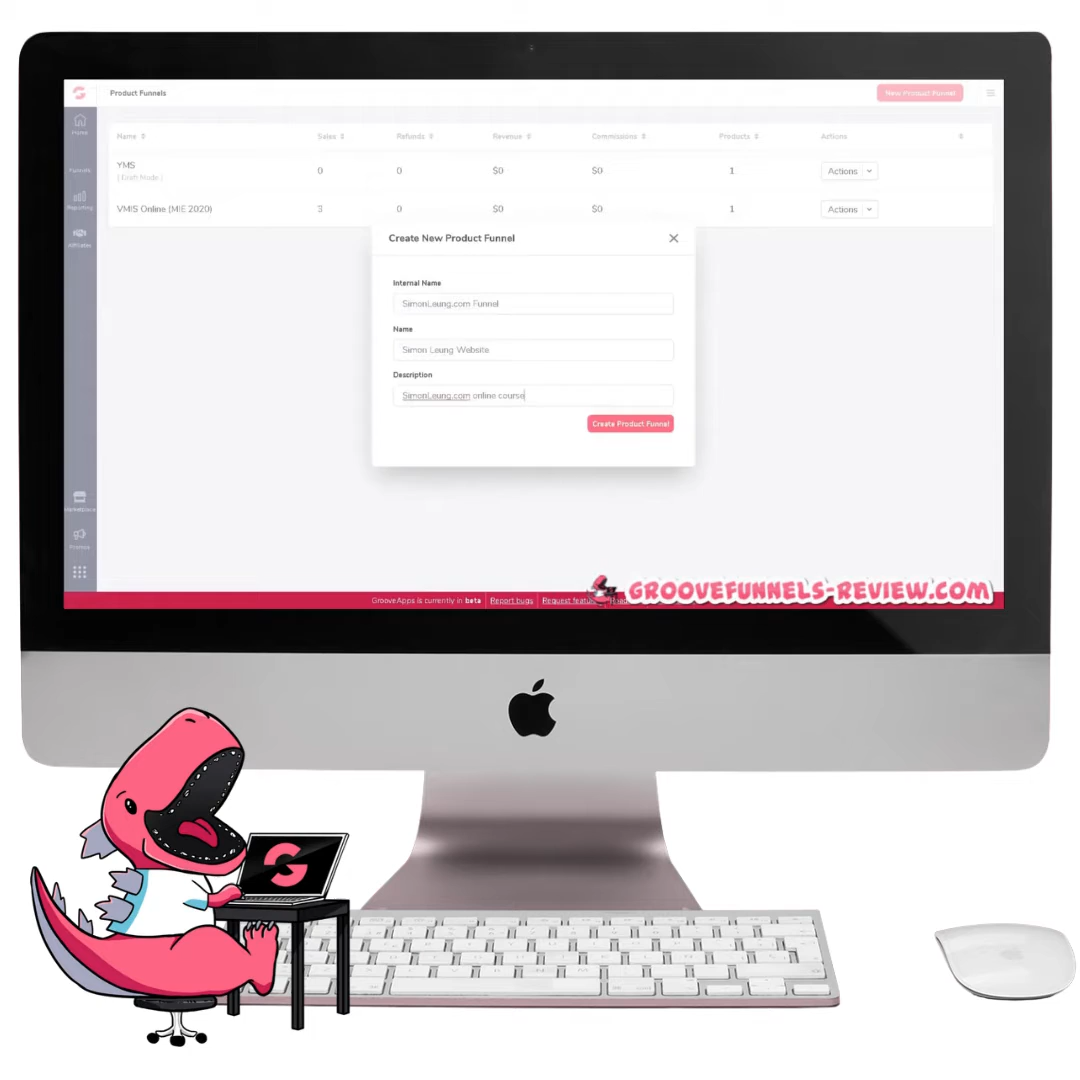 Product Funnels
New Product Funnel
Name Sales Refunds Revenue Commissions Products Actions
Home
YMS 0 0 $0 $0 1 Actions
( Draft Mode )
Funnels
VMIS Online (MIE 2020) 3 0 $0 $0 1 Actions
Reporting
Affiliates
Create New Product Funnel
Internal Name
SimonLeung.com Funnel
Name
Simon Leung Website
Description
SimonLeung.com online course
Create Product Funnel
Marketplace
Promos
GrooveApps is currently in beta Report bugs Request
GROOVEFUNNELS-REVIEW.COM